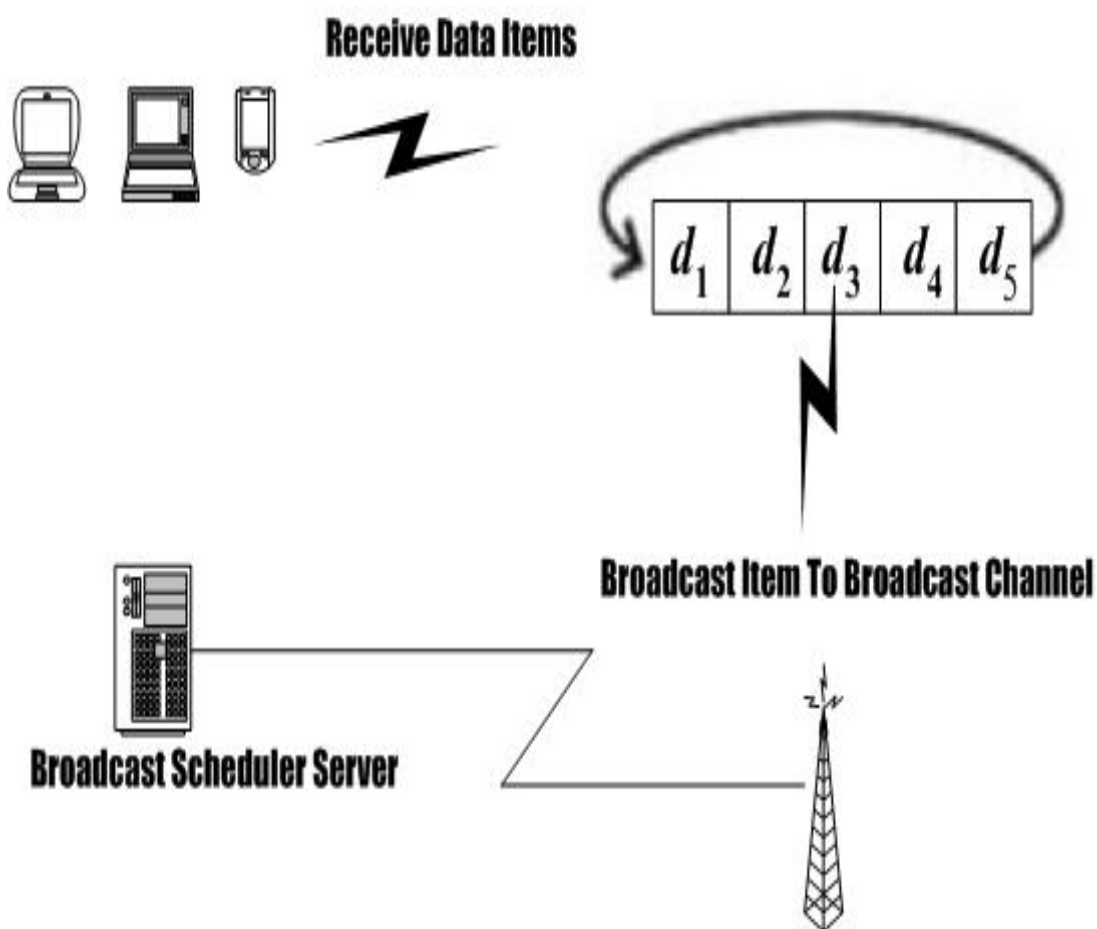 Receive Data Items
d1 d2 d3 d4 d5
Broadcast Item To Broadcast Channel
Broadcast Scheduler Server